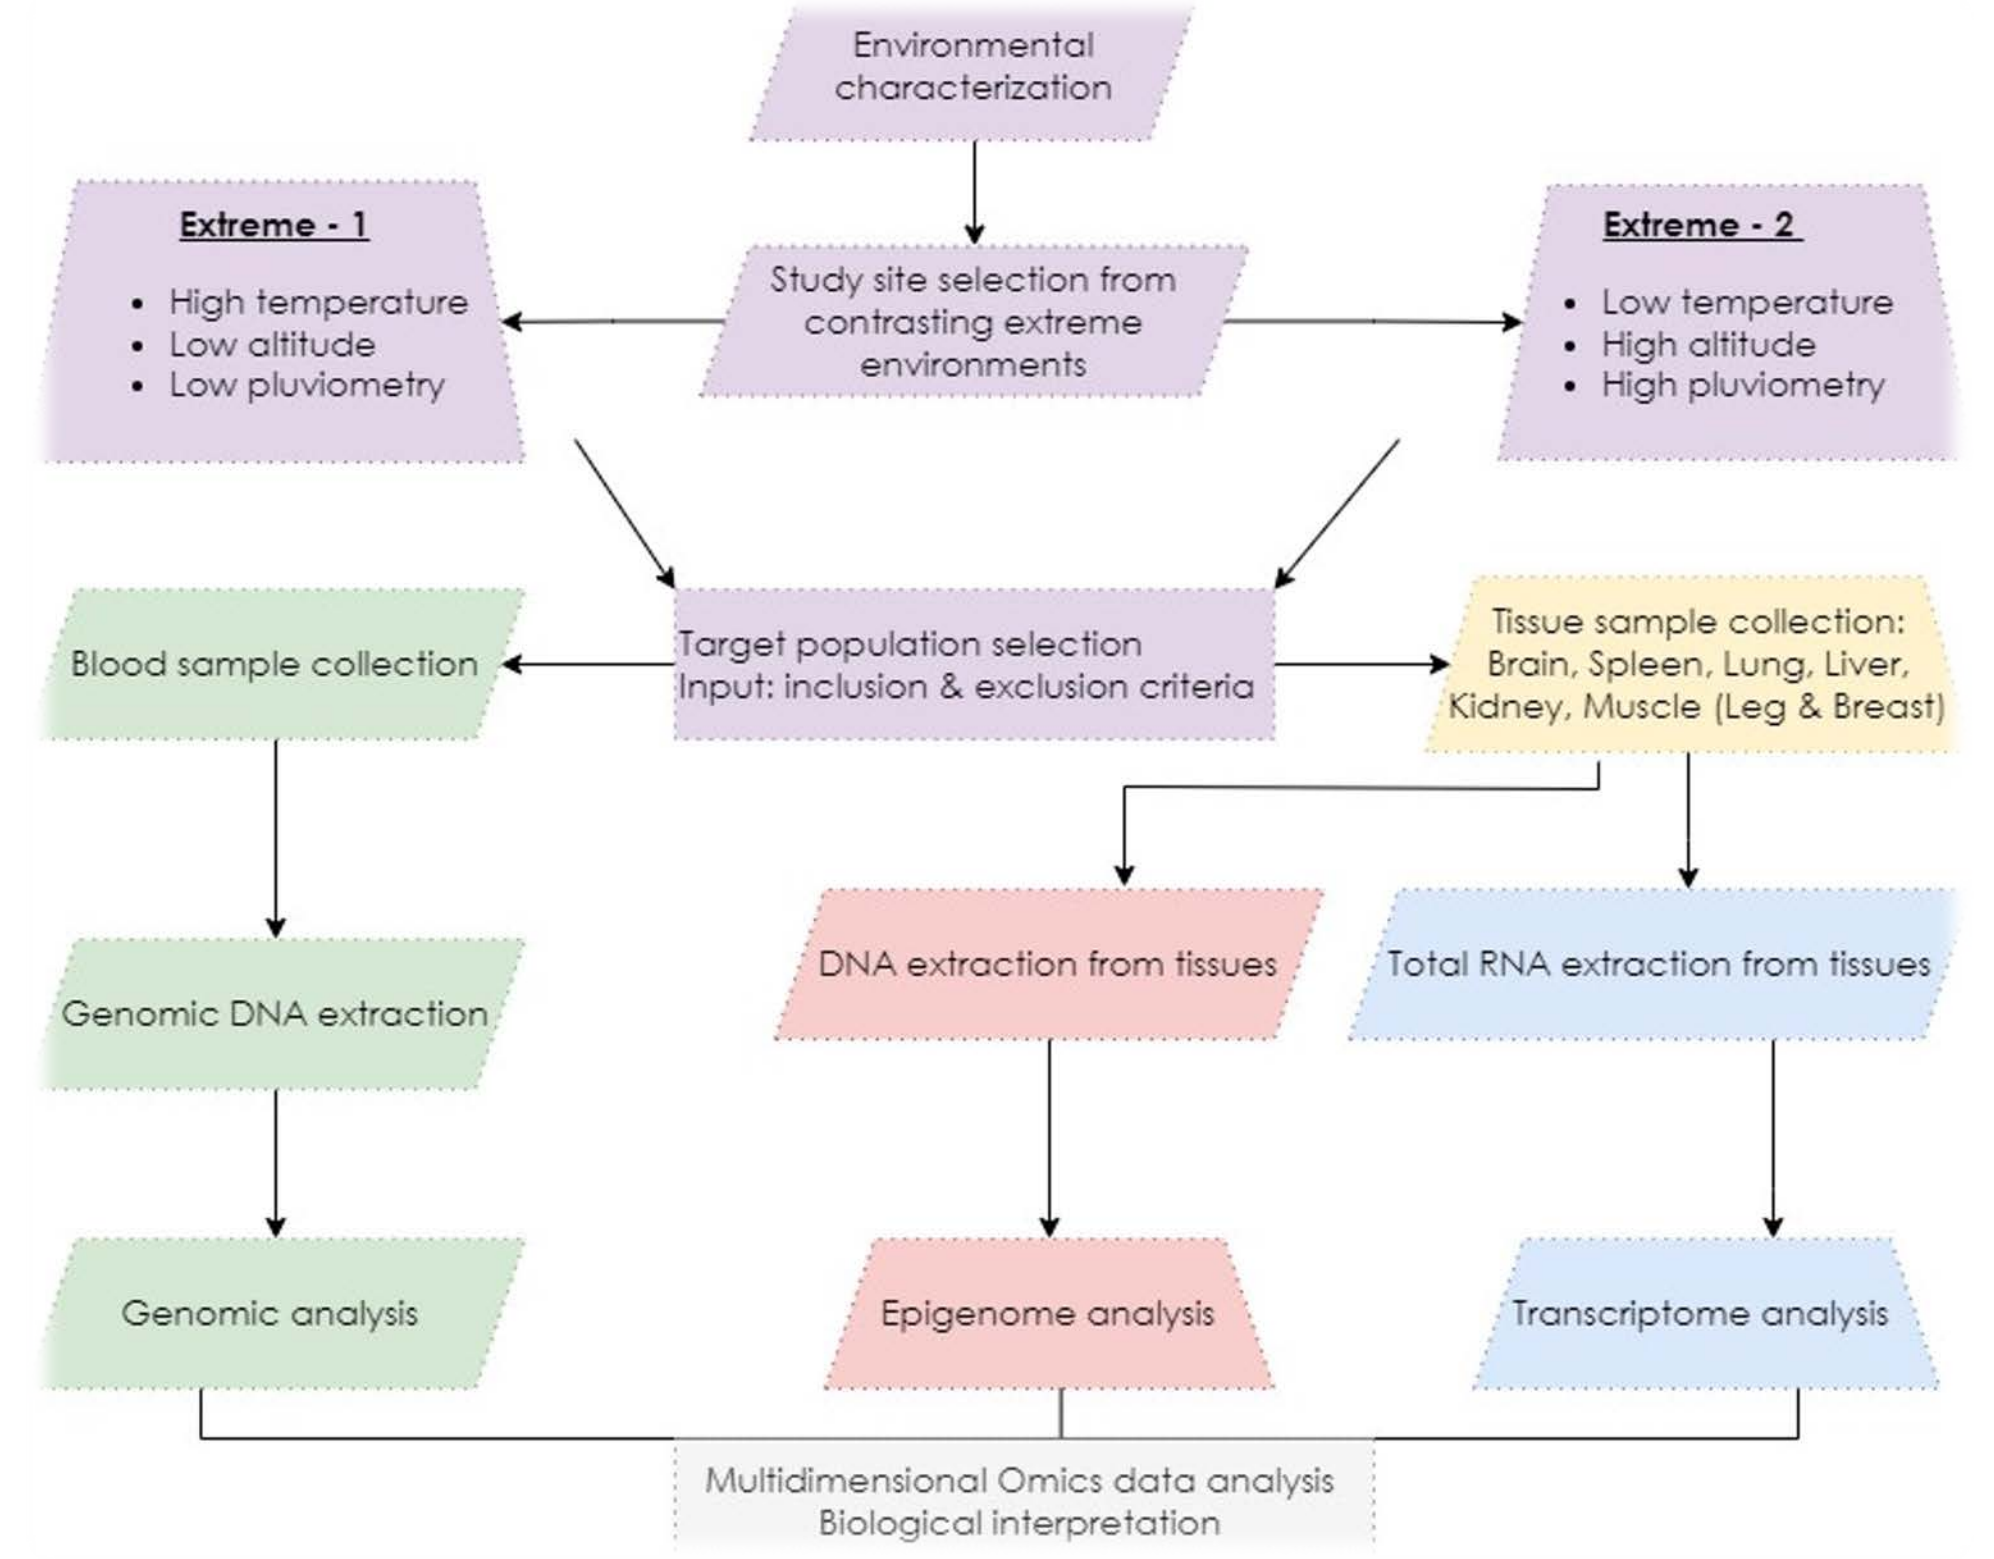 Environmental
characterization
Extreme - 1
• High temperature
• Low altitude
• Low pluviometry
Study site selection from
contrasting extreme
environments
Extreme - 2
• Low temperature
• High altitude
• High pluviometry
Blood sample collection
Target population selection
Input: inclusion & exclusion criteria
Tissue sample collection:
Brain, Spleen, Lung, Liver,
Kidney, Muscle (Leg & Breast)
Genomic DNA extraction
DNA extraction from tissues
Total RNA extraction from tissues
Genomic analysis
Epigenome analysis
Transcriptome analysis
Multidimensional Omics data analysis
Biological interpretation